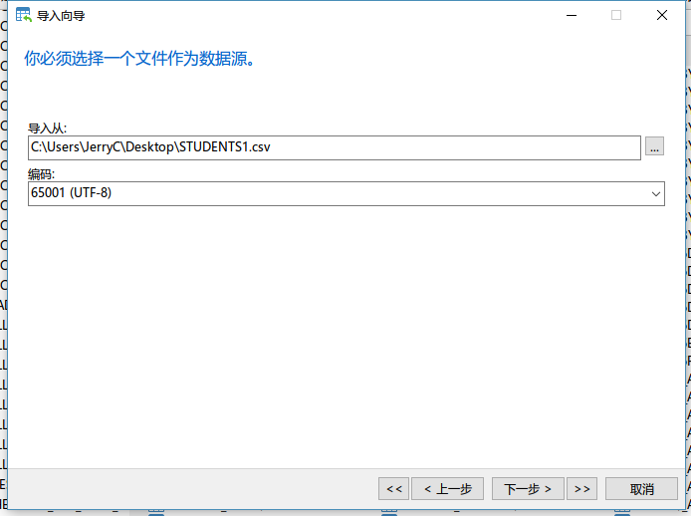 导入向导
你必须选择一个文件作为数据源。
导入从:
C:\Users\JerryC\Desktop\STUDENTS1.csv
...
编码:
65001 (UTF-8)
<< < 上一步 下一步 > >> 取消